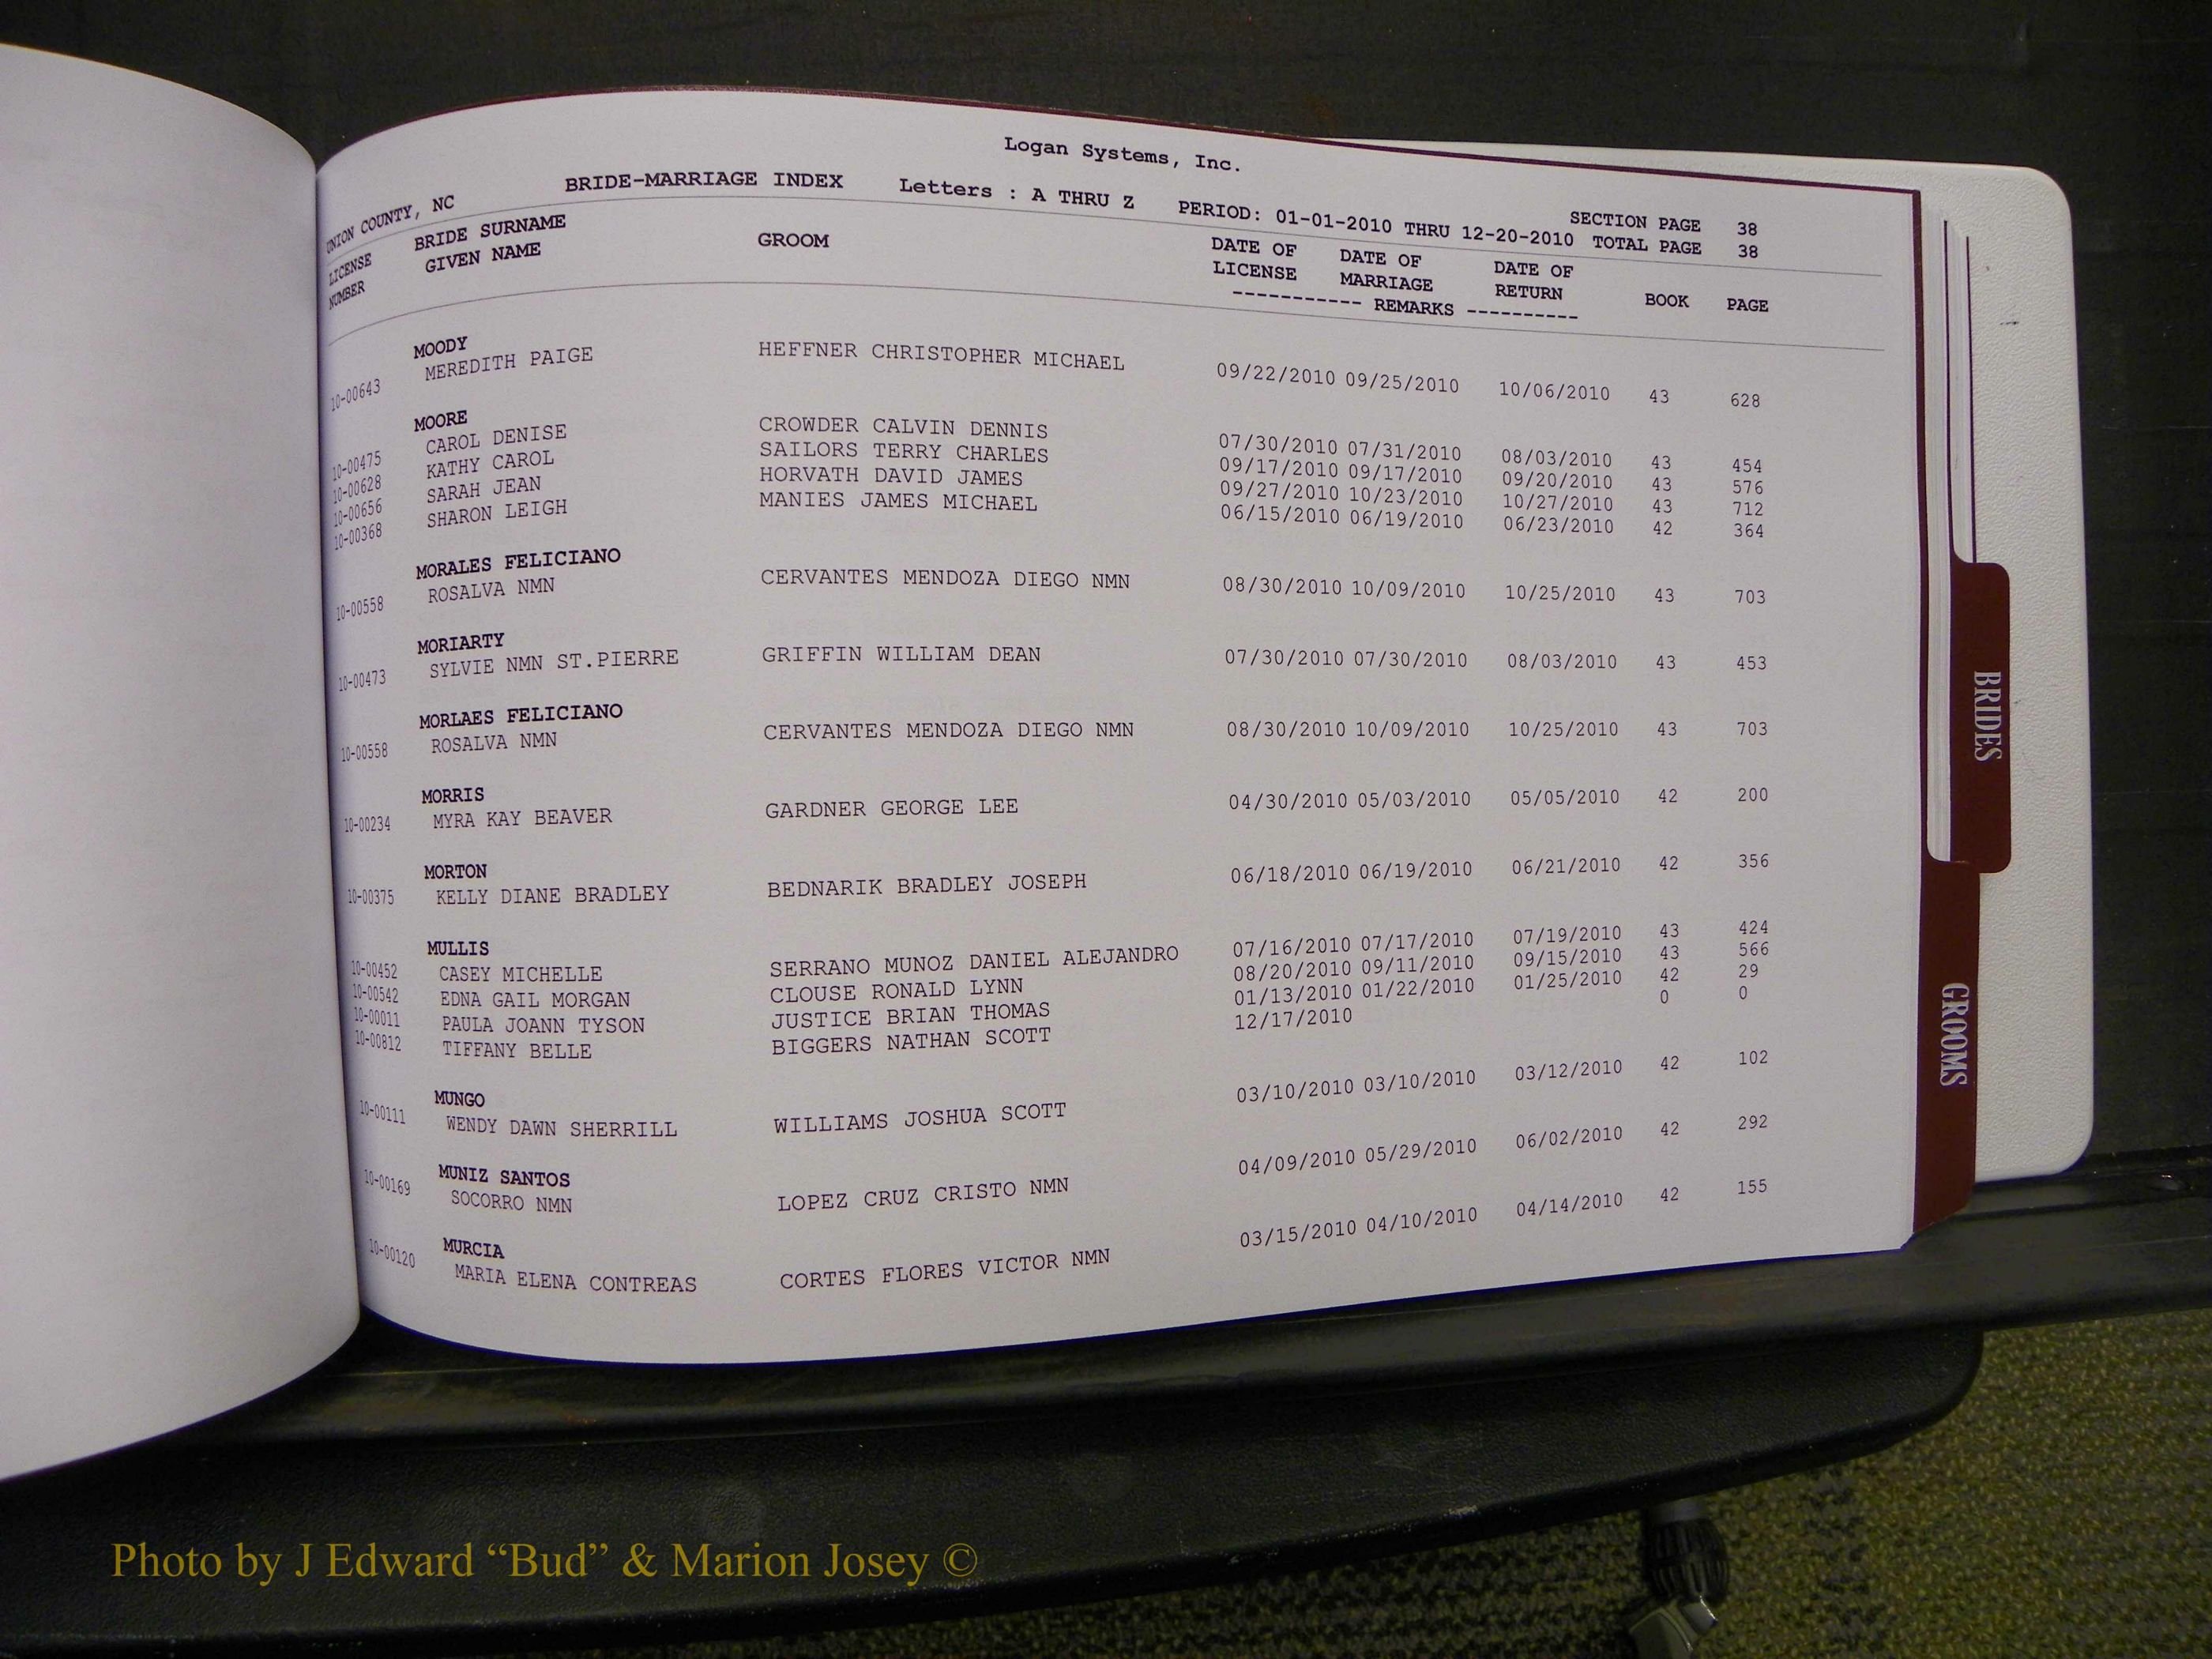 Logan Systems, Inc.
UNION COUNTY, NC BRIDE-MARRIAGE INDEX Letters : A THRU Z PERIOD: 01-01-2010 THRU 12-20-2010 SECTION PAGE 38
TOTAL PAGE 38
LICENSE BRIDE SURNAME GROOM DATE OF DATE OF DATE OF
NUMBER GIVEN NAME LICENSE MARRIAGE RETURN BOOK PAGE
----------- REMARKS ----------
MOODY
10-00643 MEREDITH PAIGE HEFFNER CHRISTOPHER MICHAEL 09/22/2010 09/25/2010 10/06/2010 43 628
MOORE
10-00475 CAROL DENISE CROWDER CALVIN DENNIS 07/30/2010 07/31/2010 08/03/2010 43 454
10-00628 KATHY CAROL SAILORS TERRY CHARLES 09/17/2010 09/17/2010 09/20/2010 43 576
10-00656 SARAH JEAN HORVATH DAVID JAMES 09/27/2010 10/23/2010 10/27/2010 43 712
10-00368 SHARON LEIGH MANIES JAMES MICHAEL 06/15/2010 06/19/2010 06/23/2010 42 364
MORALES FELICIANO
10-00558 ROSALVA NMN CERVANTES MENDOZA DIEGO NMN 08/30/2010 10/09/2010 10/25/2010 43 703
MORIARTY
10-00473 SYLVIE NMN ST.PIERRE GRIFFIN WILLIAM DEAN 07/30/2010 07/30/2010 08/03/2010 43 453
MORLAES FELICIANO
10-00558 ROSALVA NMN CERVANTES MENDOZA DIEGO NMN 08/30/2010 10/09/2010 10/25/2010 43 703
MORRIS
10-00234 MYRA KAY BEAVER GARDNER GEORGE LEE 04/30/2010 05/03/2010 05/05/2010 42 200
MORTON
10-00375 KELLY DIANE BRADLEY BEDNARIK BRADLEY JOSEPH 06/18/2010 06/19/2010 06/21/2010 42 356
MULLIS
10-00452 CASEY MICHELLE SERRANO MUNOZ DANIEL ALEJANDRO 07/16/2010 07/17/2010 07/19/2010 43 424
10-00542 EDNA GAIL MORGAN CLOUSE RONALD LYNN 08/20/2010 09/11/2010 09/15/2010 43 566
10-00011 PAULA JOANN TYSON JUSTICE BRIAN THOMAS 01/13/2010 01/22/2010 01/25/2010 42 29
10-00812 TIFFANY BELLE BIGGERS NATHAN SCOTT 12/17/2010 0 0
MUNGO
10-00111 WENDY DAWN SHERRILL WILLIAMS JOSHUA SCOTT 03/10/2010 03/10/2010 03/12/2010 42 102
MUNIZ SANTOS
10-00169 SOCORRO NMN LOPEZ CRUZ CRISTO NMN 04/09/2010 05/29/2010 06/02/2010 42 292
MURCIA
10-00120 MARIA ELENA CONTREAS CORTES FLORES VICTOR NMN 03/15/2010 04/10/2010 04/14/2010 42 155
BRIDES
GROOMS
Photo by J Edward “Bud” & Marion Josey ©